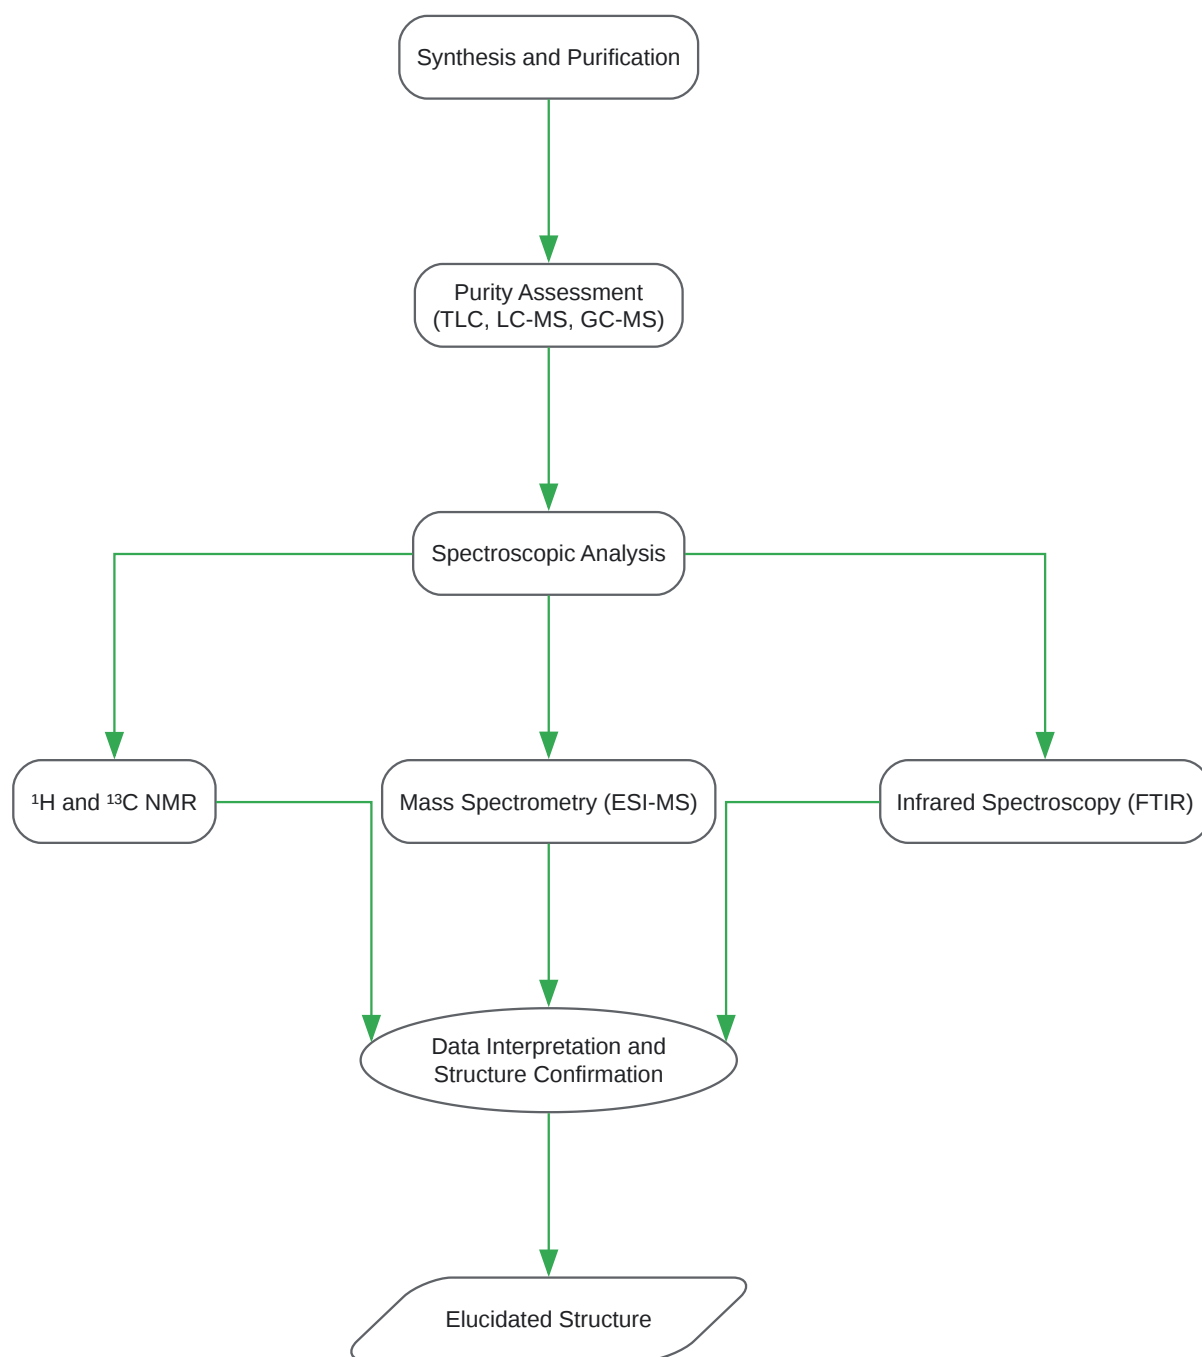 Synthesis and Purification
Purity Assessment
(TLC, LC-MS, GC-MS)
Spectroscopic Analysis
¹H and ¹³C NMR
Mass Spectrometry (ESI-MS)
Infrared Spectroscopy (FTIR)
Data Interpretation and
Structure Confirmation
Elucidated Structure